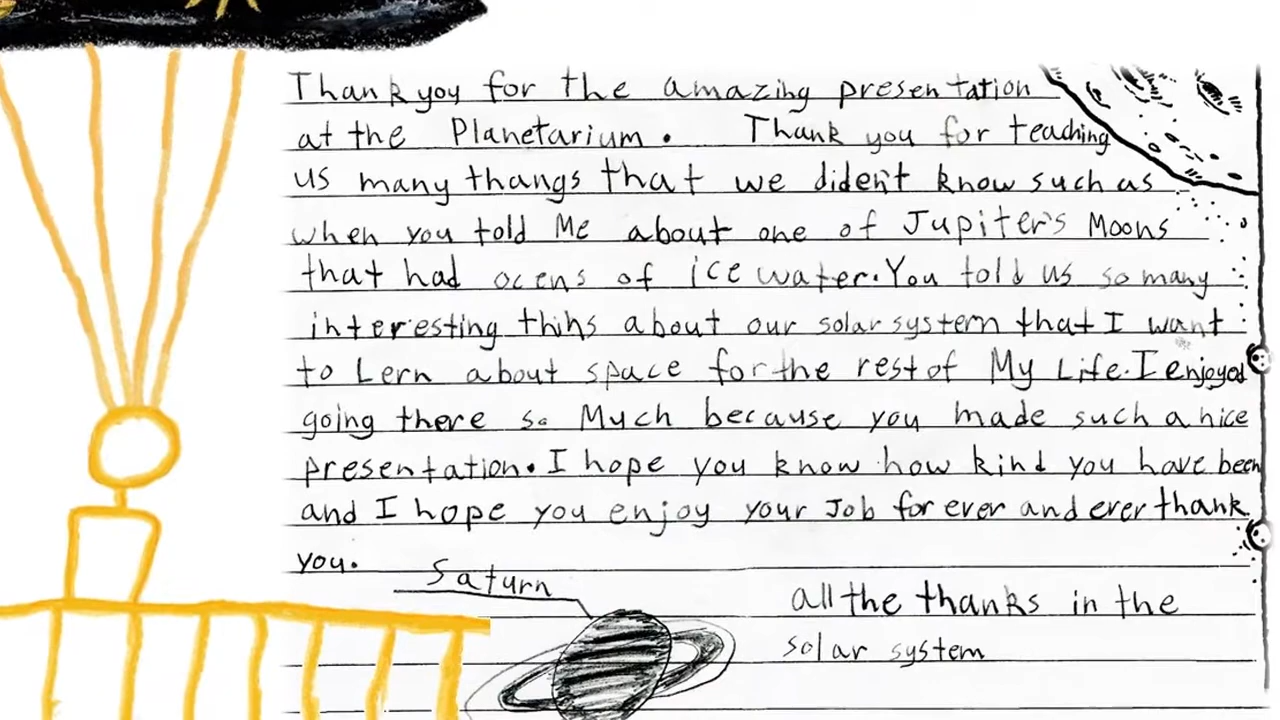 Thank you for the amazing presentation
at the Planetarium. Thank you for teaching
us many thangs that we dident know such as
when you told Me about one of Jupiter's Moons
that had ocens of ice water. You told us so many
interesting thihs about our solar system that I want
to Lern about space for the rest of My Life. I enjoyed
going there so Much because you made such a nice
presentation. I hope you know how kind you have been
and I hope you enjoy your Job for ever and ever thank
you.
Saturn
all the thanks in the
solar system